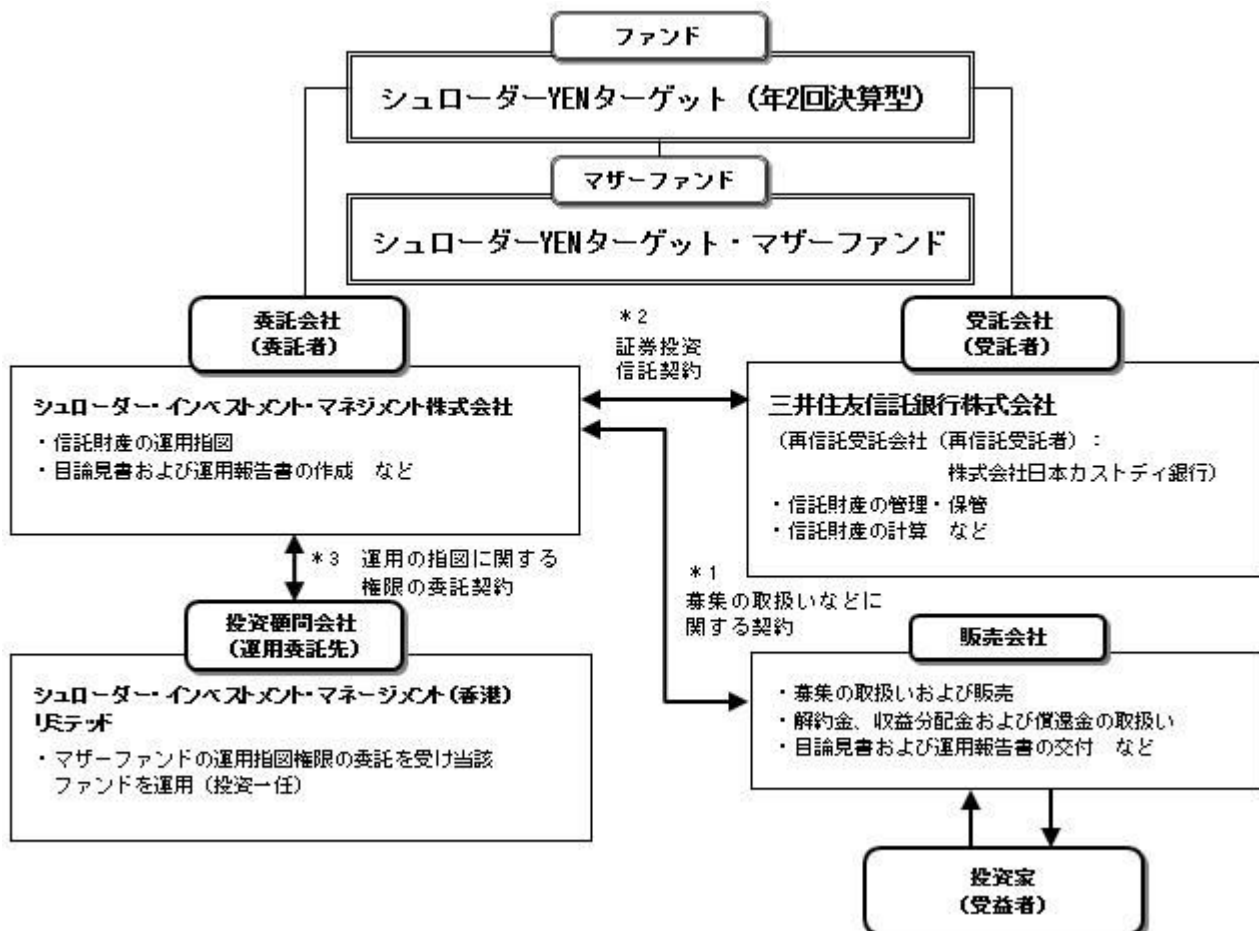 ファンド
シュローダーYENターゲット（年2回決算型）
マザーファンド
シュローダーYENターゲット・マザーファンド
委託会社
（委託者）
シュローダー・インベストメント・マネジメント株式会社
・信託財産の運用指図
・目論見書および運用報告書の作成　など
＊2
証券投資
信託契約
受託会社
（受託者）
三井住友信託銀行株式会社
（再信託受託会社（再信託受託者）：
株式会社日本カストディ銀行）
・信託財産の管理・保管
・信託財産の計算　など
＊3　運用の指図に関する
権限の委託契約
＊1
募集の取扱いなどに
関する契約
投資顧問会社
（運用委託先）
シュローダー・インベストメント・マネージメント（香港）
リミテッド
・マザーファンドの運用指図権限の委託を受け当該
ファンドを運用（投資一任）
販売会社
・募集の取扱いおよび販売
・解約金、収益分配金および償還金の取扱い
・目論見書および運用報告書の交付　など
投資家
（受益者）